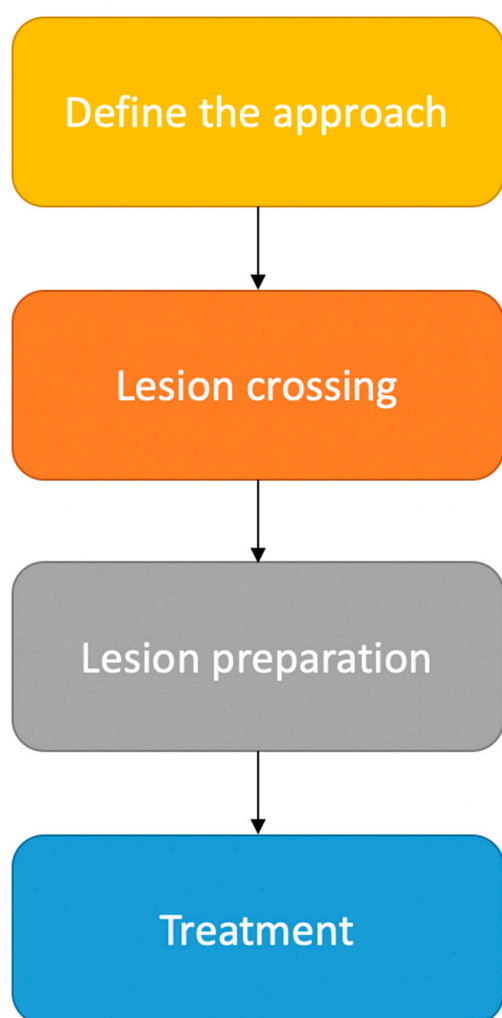 Define the approach
Lesion crossing
Lesion preparation
Treatment